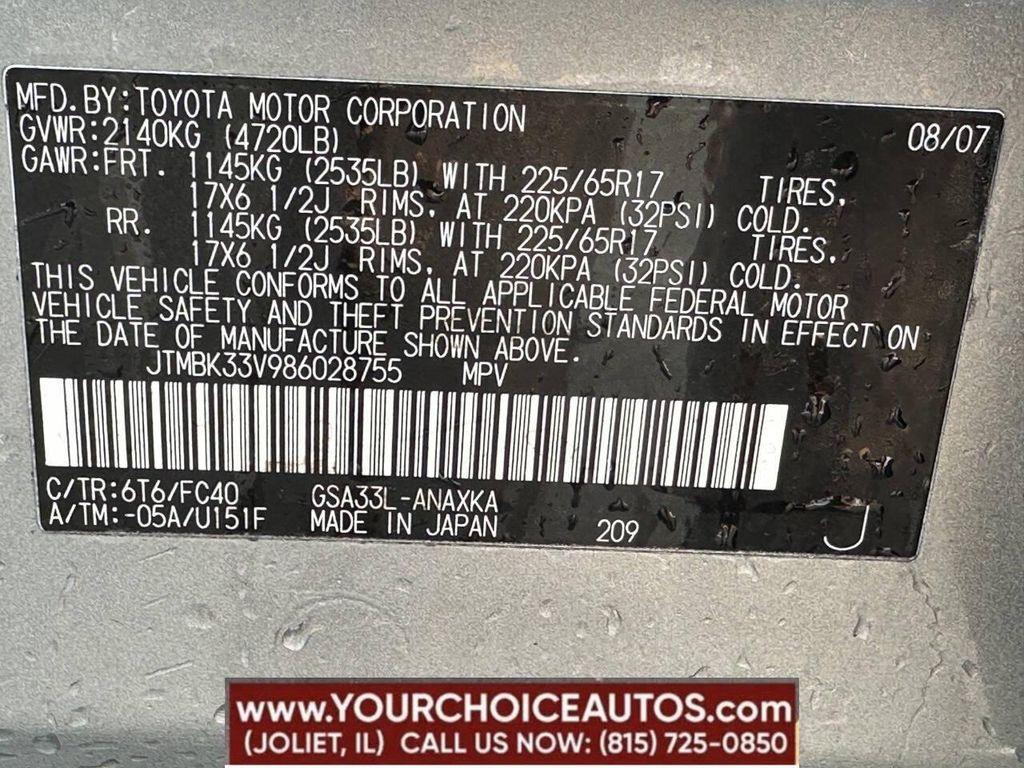 MFD.BY:TOYOTA MOTOR CORPORATION 08/07
GVWR:2140KG (4720LB)
GAWR:FRT. 1145KG (2535LB) WITH 225/65R17 TIRES,
17X6 1/2J RIMS, AT 220KPA (32PSI) COLD.
RR. 1145KG (2535LB) WITH 225/65R17 TIRES,
17X6 1/2J RIMS, AT 220KPA (32PSI) COLD.
THIS VEHICLE CONFORMS TO ALL APPLICABLE FEDERAL MOTOR
VEHICLE SAFETY AND THEFT PREVENTION STANDARDS IN EFFECT ON
THE DATE OF MANUFACTURE SHOWN ABOVE.
JTMBK33V986028755 MPV
C/TR:6T6/FC40 GSA33L-ANAXKA
A/TM:-05A/U151F MADE IN JAPAN 209 J
www.YOURCHOICEAUTOS.com
(JOLIET, IL) CALL US NOW: (815) 725-0850